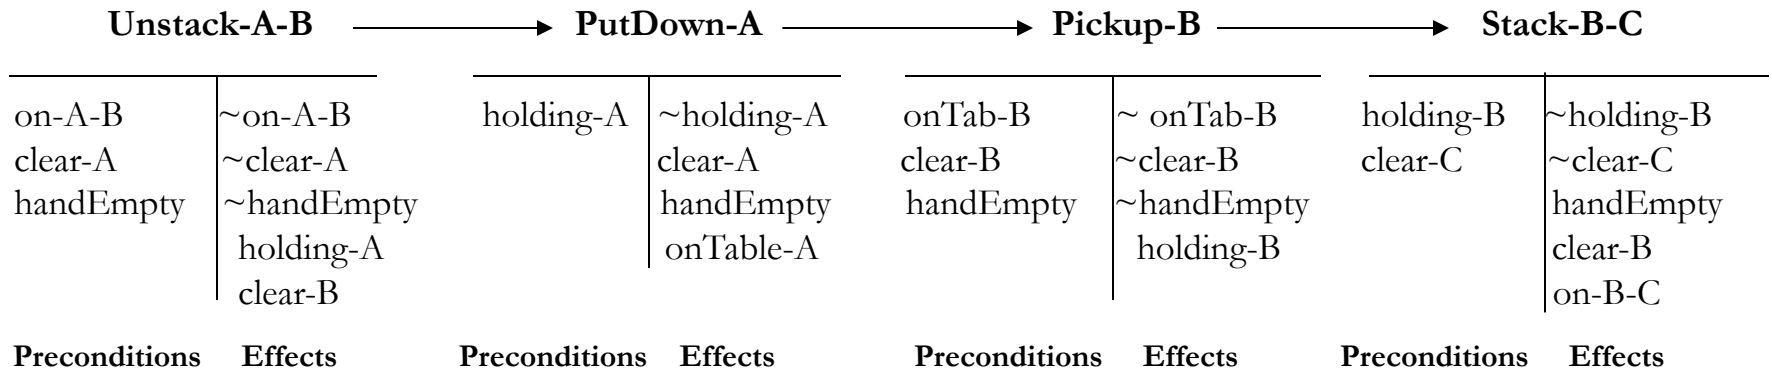 Unstack-A-B PutDown-A Pickup-B Stack-B-C
on-A-B ~on-A-B holding-A ~holding-A onTab-B ~ onTab-B holding-B ~holding-B
clear-A ~clear-A clear-A clear-B ~clear-B clear-C ~clear-C
handEmpty ~handEmpty handEmpty handEmpty ~handEmpty handEmpty
holding-A onTable-A holding-B clear-B
clear-B on-B-C
Preconditions Effects Preconditions Effects Preconditions Effects Preconditions Effects